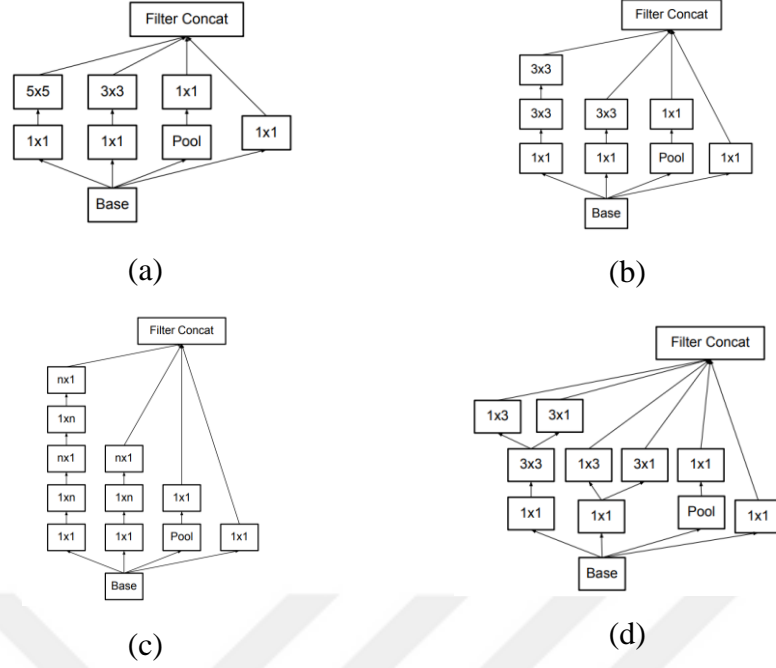 Filter Concat
5x5 3x3 1x1
1x1 1x1 Pool 1x1
Base
(a)
Filter Concat
3x3
3x3 3x3 1x1
1x1 1x1 Pool 1x1
Base
(b)
Filter Concat
nx1
1xn
nx1 nx1
1xn 1xn 1x1
1x1 1x1 Pool 1x1
Base
(c)
Filter Concat
1x3 3x1
3x3 1x3 3x1 1x1
1x1 1x1 Pool 1x1
Base
(d)